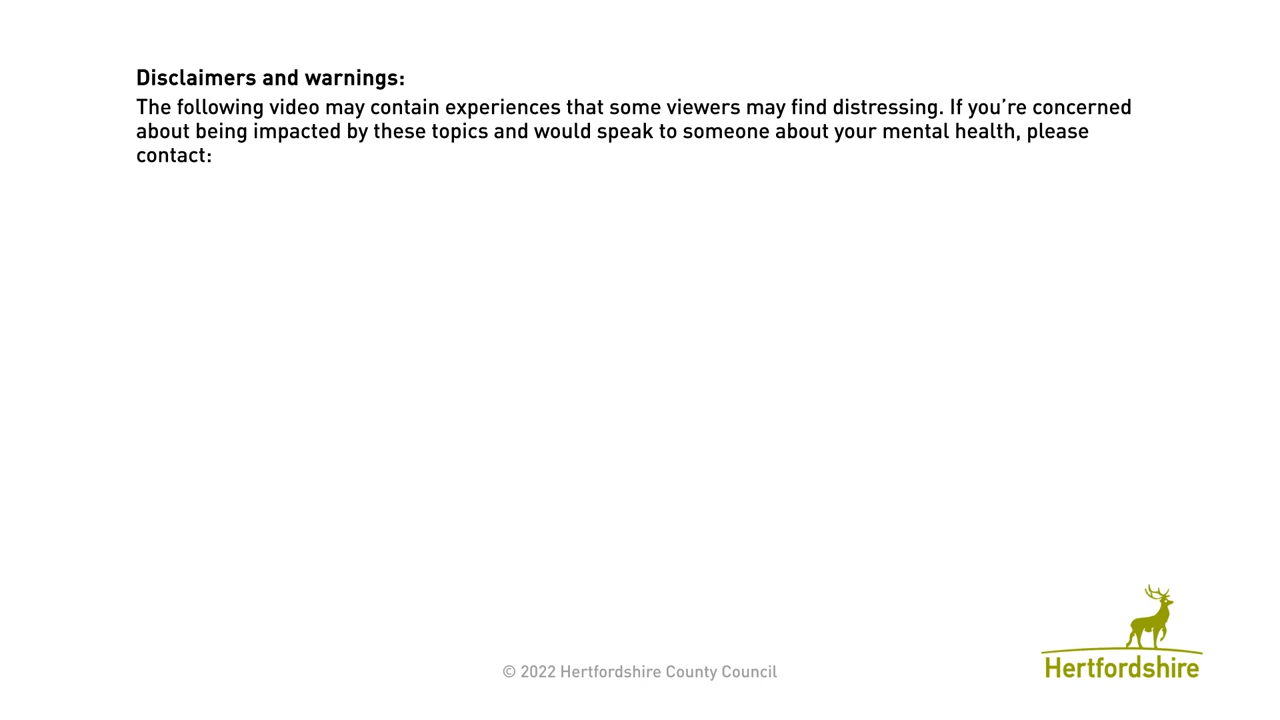 Disclaimers and warnings:
The following video may contain experiences that some viewers may find distressing. If you’re concerned
about being impacted by these topics and would speak to someone about your mental health, please
contact:
© 2022 Hertfordshire County Council
Hertfordshire